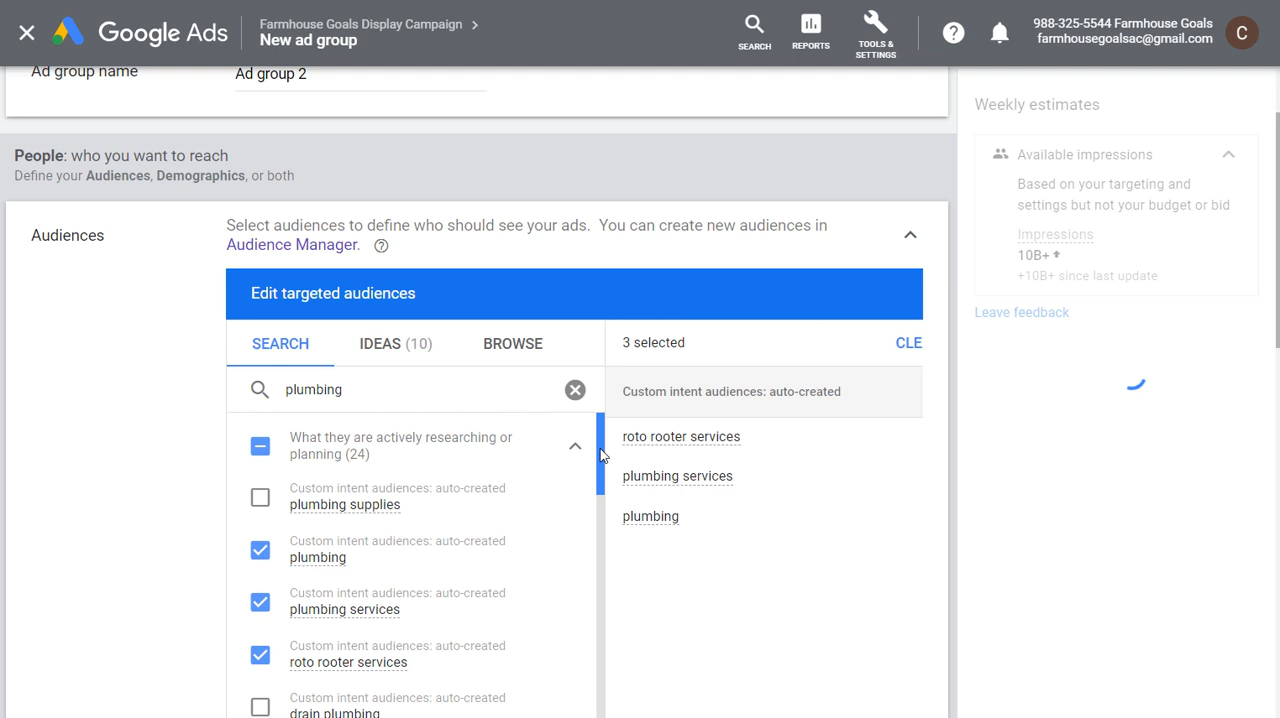 Google Ads
Farmhouse Goals Display Campaign
New ad group
SEARCH
REPORTS
TOOLS &
SETTINGS
988-325-5544 Farmhouse Goals
farmhousegoalsac@gmail.com
C
Ad group name
Ad group 2
People: who you want to reach
Define your Audiences, Demographics, or both
Audiences
Select audiences to define who should see your ads. You can create new audiences in
Audience Manager.
Edit targeted audiences
SEARCH
IDEAS (10)
BROWSE
3 selected
CLE
plumbing
Custom intent audiences: auto-created
What they are actively researching or
planning (24)
roto rooter services
plumbing services
plumbing
Custom intent audiences: auto-created
plumbing supplies
Custom intent audiences: auto-created
plumbing
Custom intent audiences: auto-created
plumbing services
Custom intent audiences: auto-created
roto rooter services
Custom intent audiences: auto-created
drain plumbing
Weekly estimates
Available impressions
Based on your targeting and
settings but not your budget or bid
Impressions
10B+
+10B+ since last update
Leave feedback